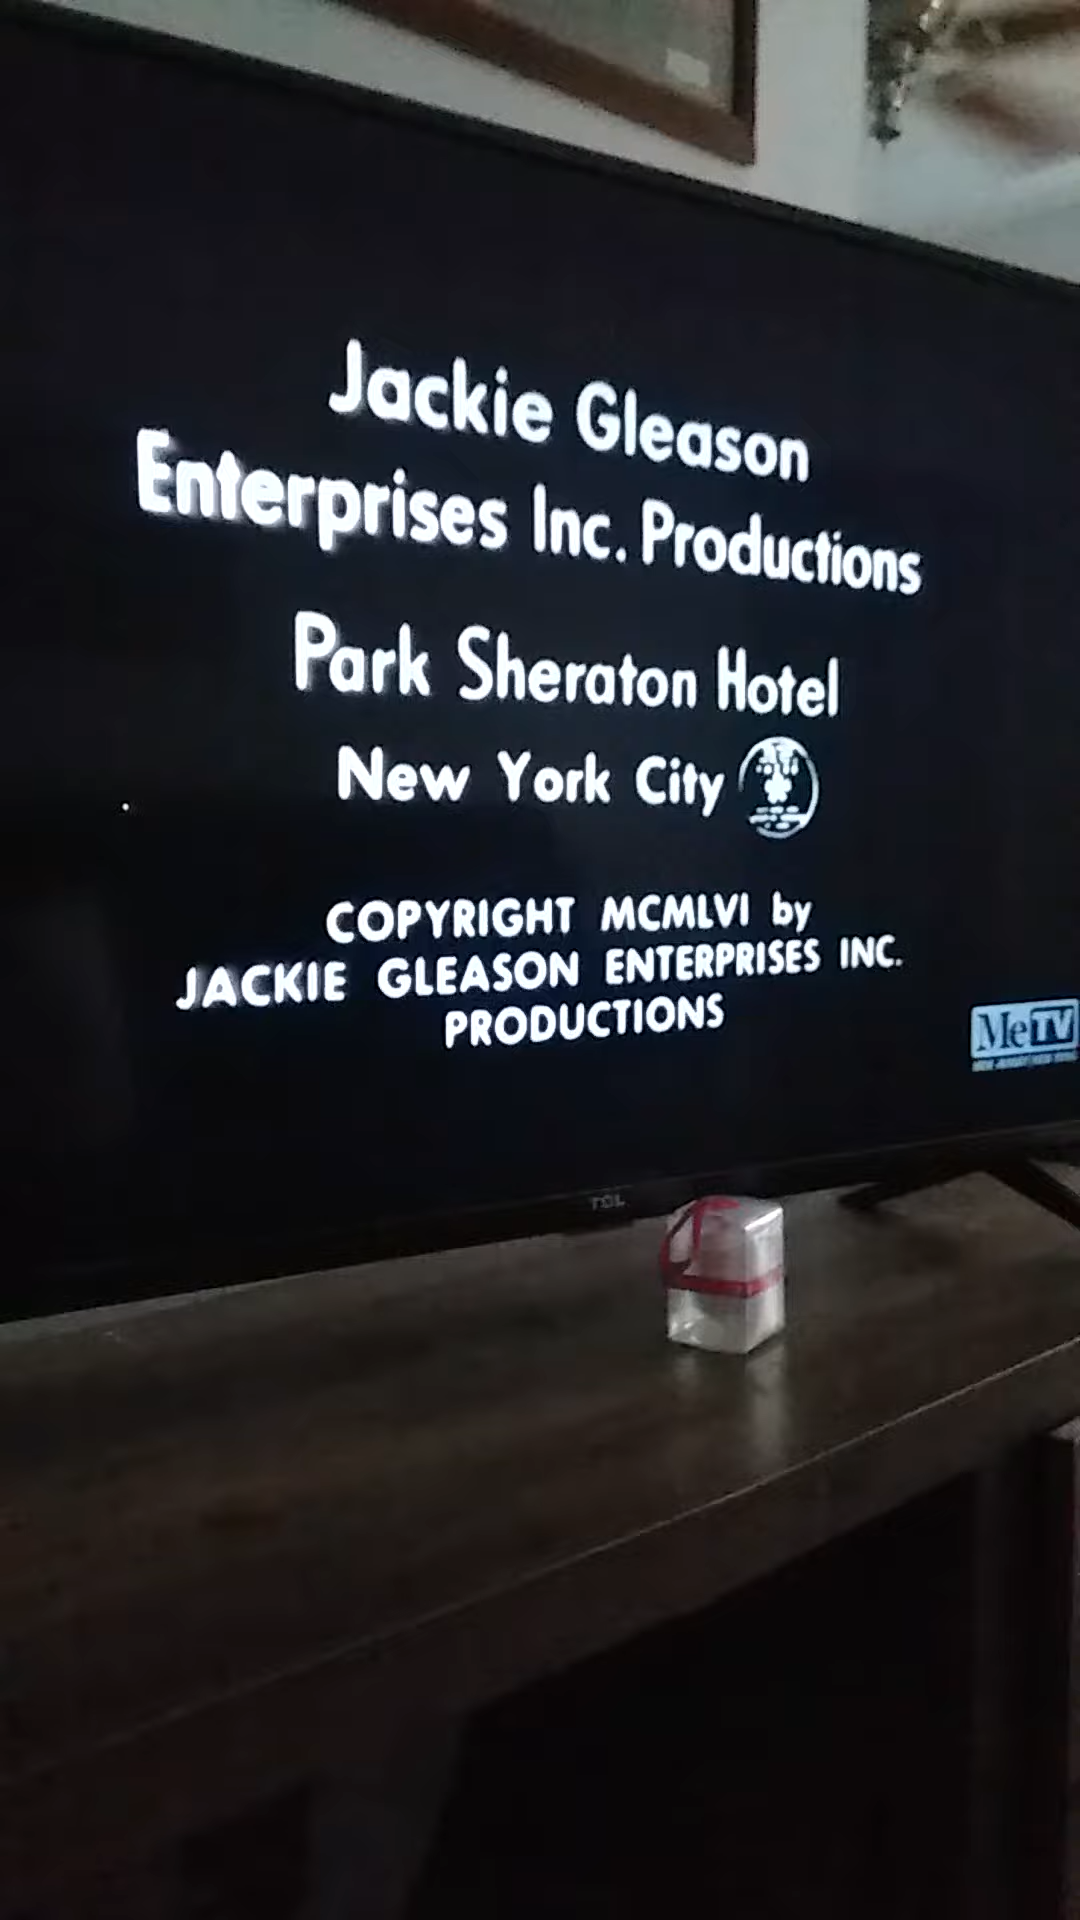 Jackie Gleason
Enterprises Inc. Productions
Park Sheraton Hotel
New York City
COPYRIGHT MCMLVI by
JACKIE GLEASON ENTERPRISES INC.
PRODUCTIONS
MeTV
TCL